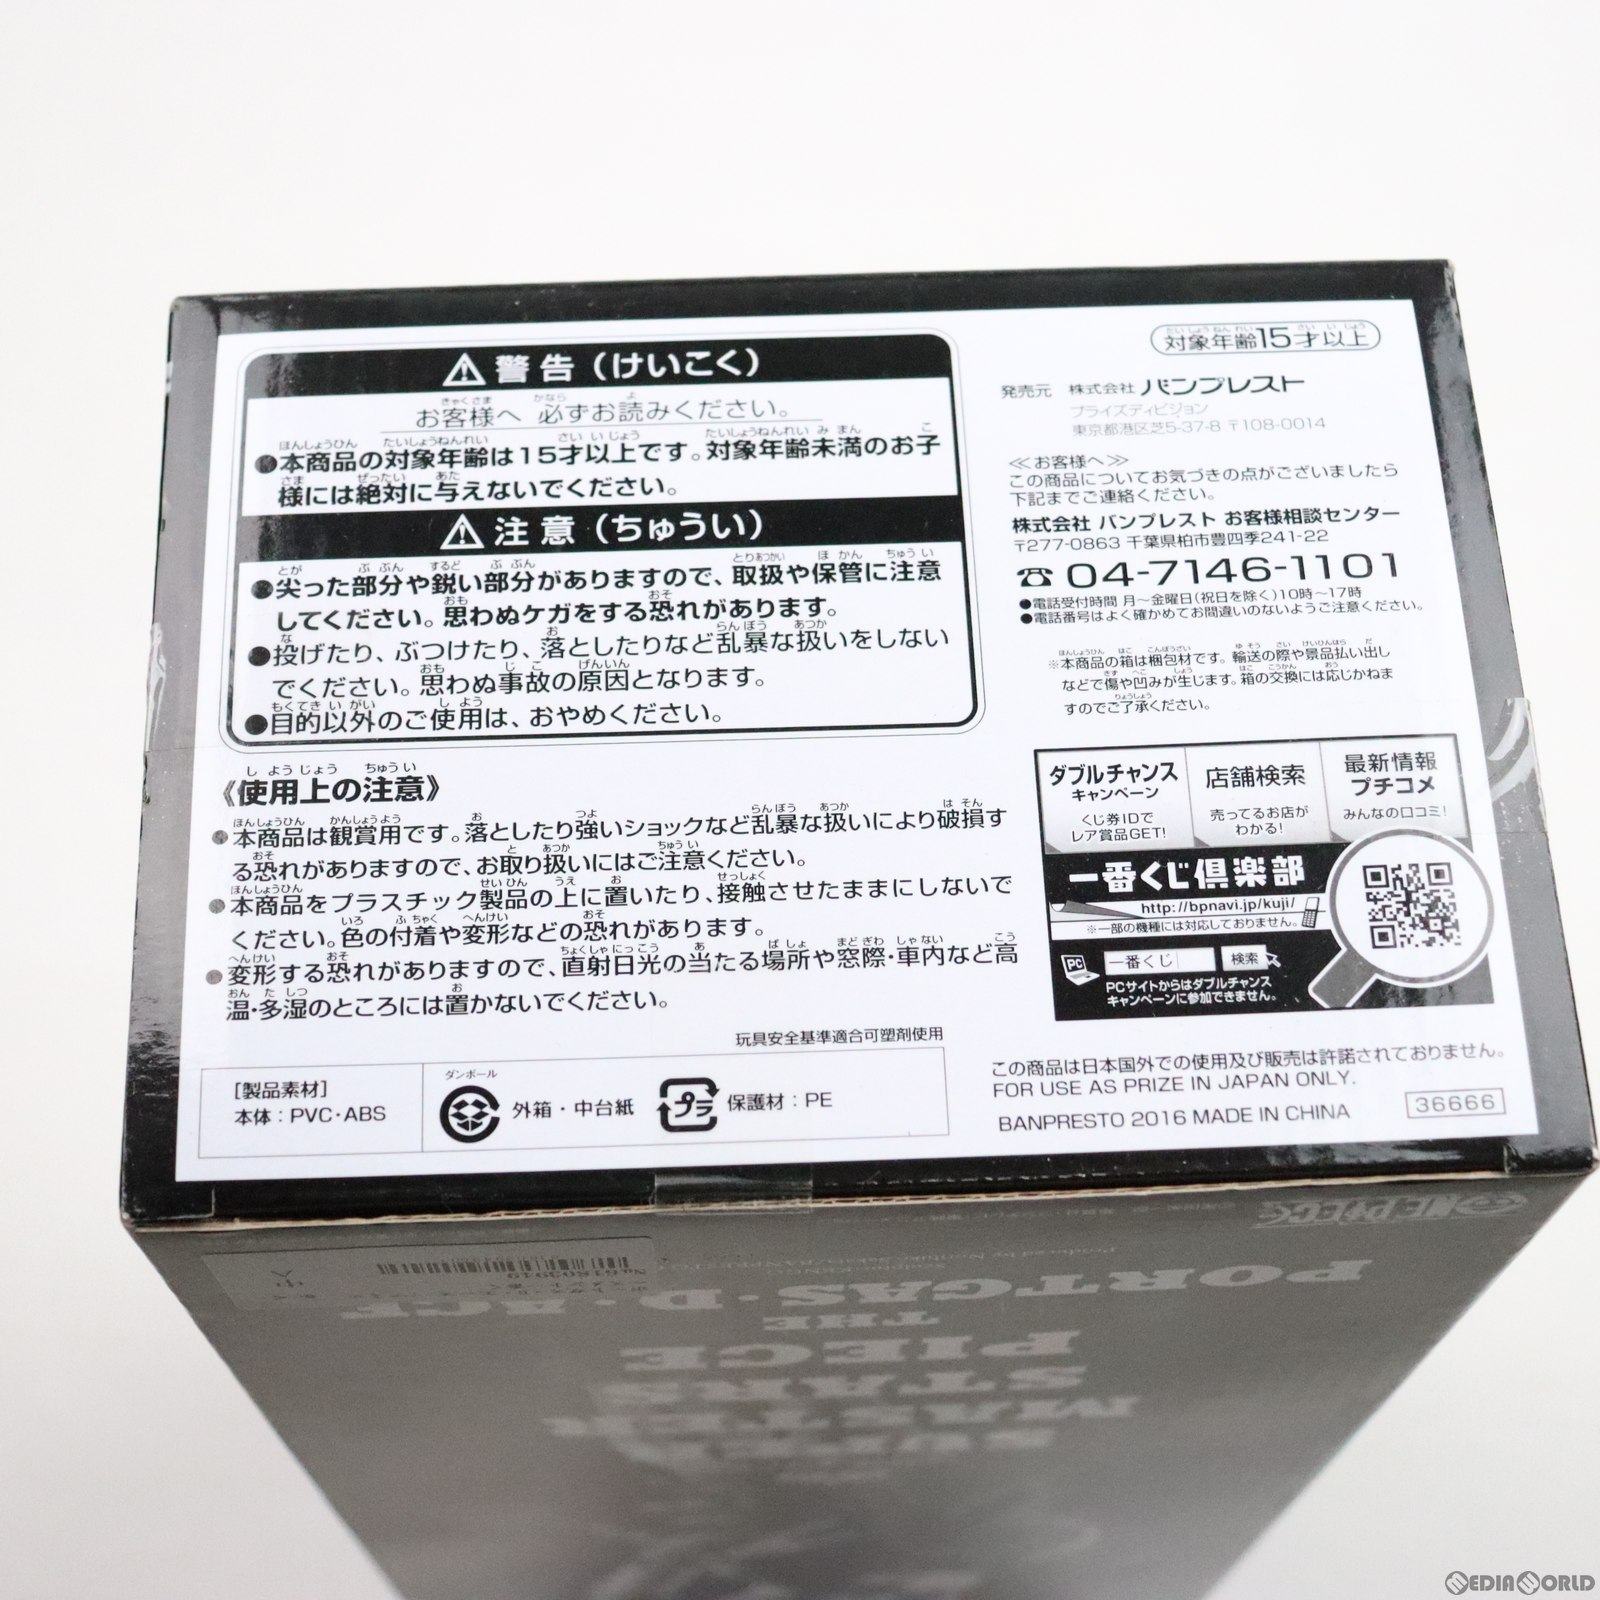 警告（けいこく）
お客様へ 必ずお読みください。
●本商品の対象年齢は15才以上です。対象年齢未満のお子
様には絶対に与えないでください。
注意（ちゅうい）
●尖った部分や鋭い部分がありますので、取扱や保管に注意
してください。思わぬケガをする恐れがあります。
●投げたり、ぶつけたり、落としたりなど乱暴な扱いをしない
でください。思わぬ事故の原因となります。
●目的以外のご使用は、おやめください。
《使用上の注意》
●本商品は観賞用です。落としたり強いショックなど乱暴な扱いにより破損す
る恐れがありますので、お取り扱いにはご注意ください。
●本商品をプラスチック製品の上に置いたり、接触させたままにしないで
ください。色の付着や変形などの恐れがあります。
●変形する恐れがありますので、直射日光の当たる場所や窓際・車内など高
温・多湿のところには置かないでください。
玩具安全基準適合可塑剤使用
[製品素材]
本体：PVC・ABS
ダンボール
外箱・中台紙
プラ
保護材：PE
対象年齢15才以上
発売元 株式会社 バンプレスト
プライズディビジョン
東京都港区芝5-37-8 〒108-0014
≪お客様へ≫
この商品についてお気づきの点がございましたら
下記までご連絡ください。
株式会社 バンプレスト お客様相談センター
〒277-0863 千葉県柏市豊四季241-22
☎ 04-7146-1101
●電話受付時間 月〜金曜日(祝日を除く)10時〜17時
●電話番号はよく確かめてお間違いのないようご注意ください。
※本商品の箱は梱包材です。輸送の際や景品払い出し
などで傷や凹みが生じます。箱の交換には応じかねま
すのでご了承ください。
ダブルチャンス
キャンペーン
くじ券IDで
レア賞品GET!
店舗検索
売ってるお店が
わかる!
最新情報
プチコメ
みんなの口コミ!
一番くじ倶楽部
http://bpnavi.jp/kuji/
※一部の機種には対応しておりません。
PC
一番くじ
検索
PCサイトからはダブルチャンス
キャンペーンに参加できません。
この商品は日本国外での使用及び販売は許諾されておりません。
FOR USE AS PRIZE IN JAPAN ONLY.
BANPRESTO 2016 MADE IN CHINA
36666
ONE PIECE
PORTGAS・D・ACE
THE
PIECE
STARS
MASTER
SUPER
MEDIAWORLD